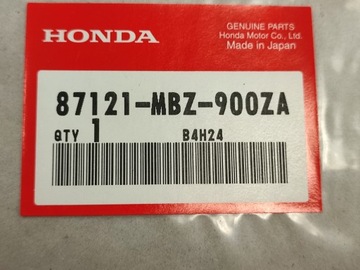 HONDA
GENUINE PARTS
Honda Motor Co., Ltd.
Made in Japan
87121-MBZ-900ZA
QTY 1 B4H24